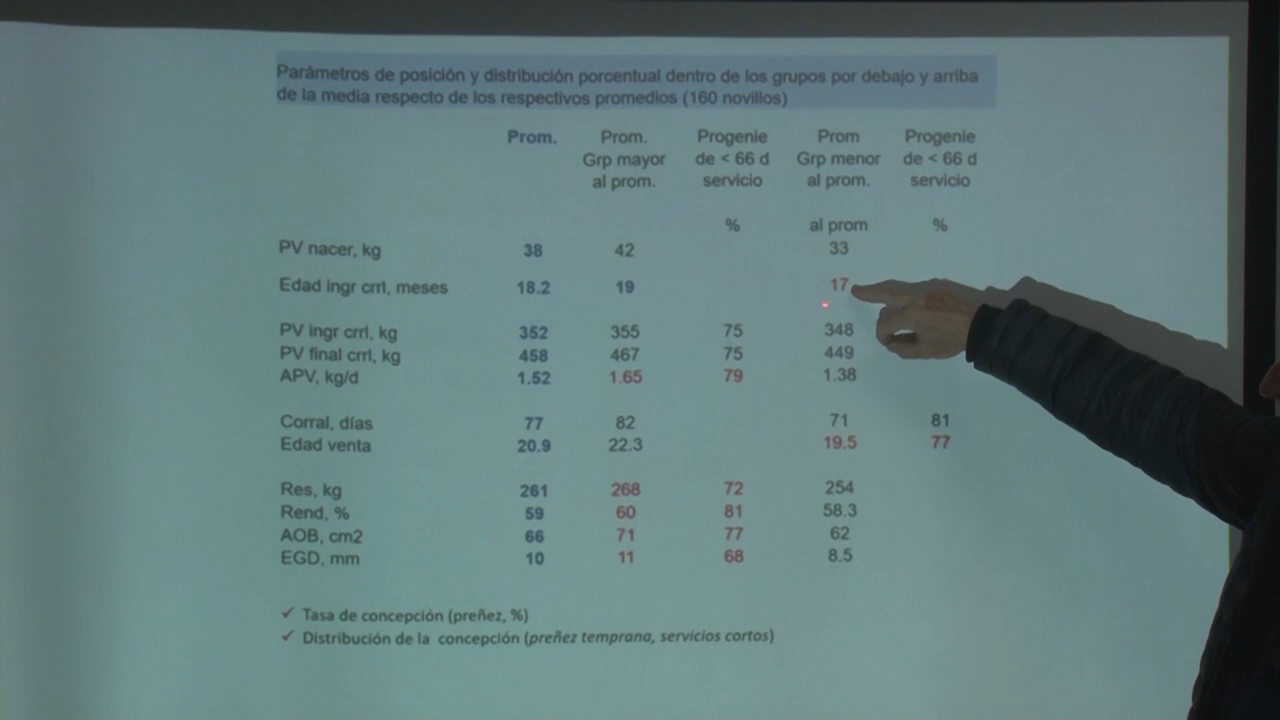 Parámetros de posición y distribución porcentual dentro de los grupos por debajo y arriba
de la media respecto de los respectivos promedios (160 novillos)
Prom. Prom. Progenie Prom Progenie
Grp mayor de < 66 d Grp menor de < 66 d
al prom. servicio al prom. servicio
% al prom %
PV nacer, kg 38 42 33
Edad ingr crrl, meses 18.2 19 17
PV ingr crrl, kg 352 355 75 348
PV final crrl, kg 458 467 75 449
APV, kg/d 1.52 1.65 79 1.38
Corral, días 77 82 71 81
Edad venta 20.9 22.3 19.5 77
Res, kg 261 268 72 254
Rend, % 59 60 81 58.3
AOB, cm2 66 71 77 62
EGD, mm 10 11 68 8.5
✓ Tasa de concepción (preñez, %)
✓ Distribución de la concepción (preñez temprana, servicios cortos)